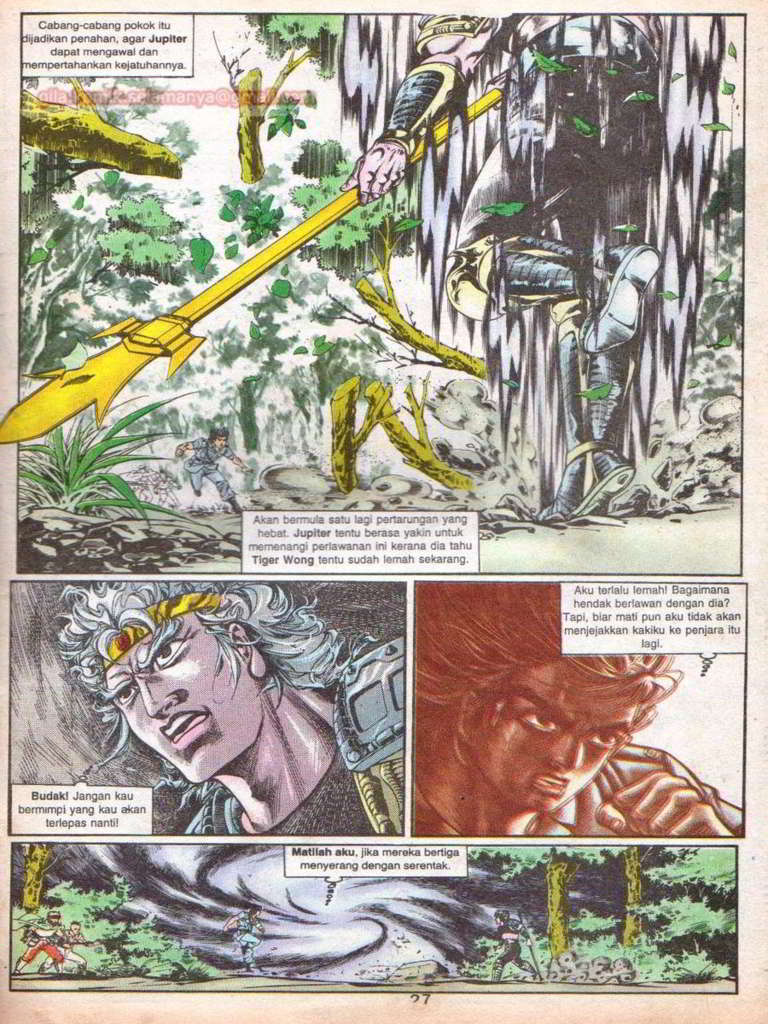 Cabang-cabang pokok itu
dijadikan penahan, agar Jupiter
dapat mengawal dan
mempertahankan kejatuhannya.
Akan bermula satu lagi pertarungan yang
hebat. Jupiter tentu berasa yakin untuk
memenangi perlawanan ini kerana dia tahu
Tiger Wong tentu sudah lemah sekarang.
Aku terlalu lemah! Bagaimana
hendak berlawan dengan dia?
Tapi, biar mati pun aku tidak akan
menjejakkan kakiku ke penjara itu
lagi.
Budak! Jangan kau
bermimpi yang kau akan
terlepas nanti!
Matilah aku, jika mereka bertiga
menyerang dengan serentak.
27